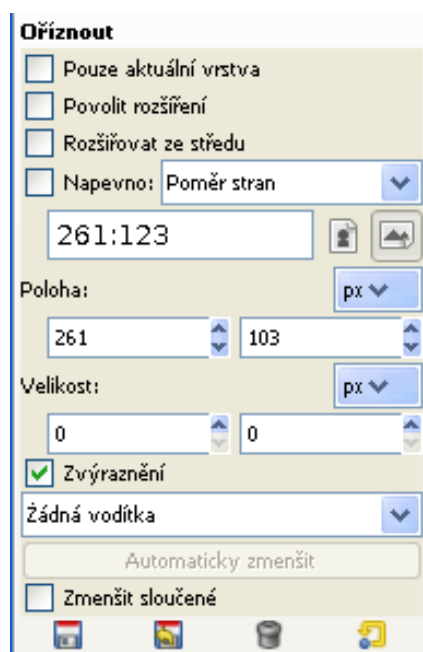 Oříznout
Pouze aktuální vrstva
Povolit rozšíření
Rozšiřovat ze středu
Napevno: Poměr stran
261:123
Poloha: px
261 103
Velikost: px
0 0
Zvýraznění
Žádná vodítka
Automaticky zmenšit
Zmenšit sloučené